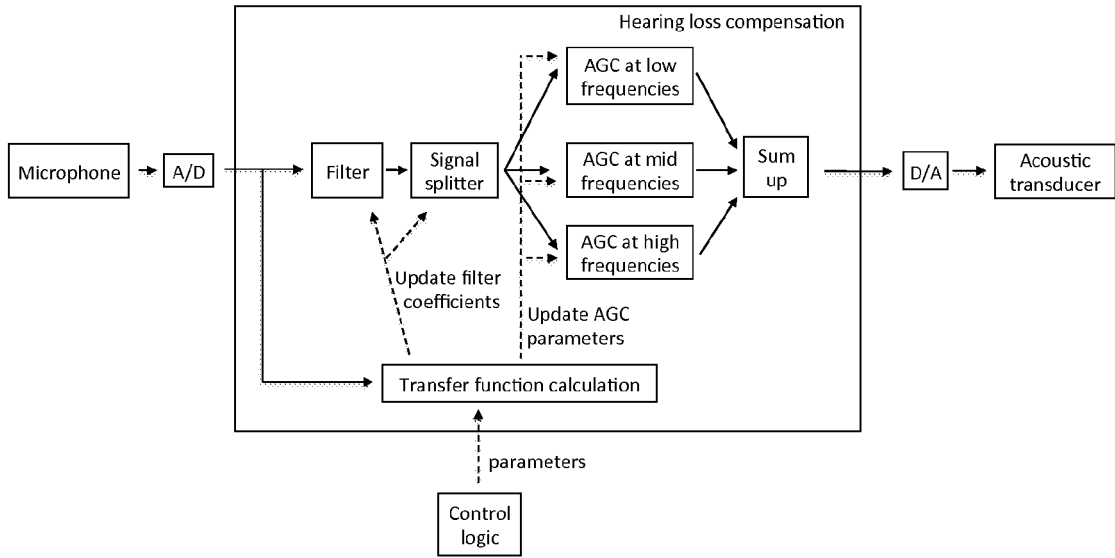 Hearing loss compensation
AGC at low
frequencies
Microphone
A/D
Filter
Signal
splitter
AGC at mid
frequencies
Sum
up
D/A
Acoustic
transducer
AGC at high
frequencies
Update filter
coefficients
Update AGC
parameters
Transfer function calculation
parameters
Control
logic